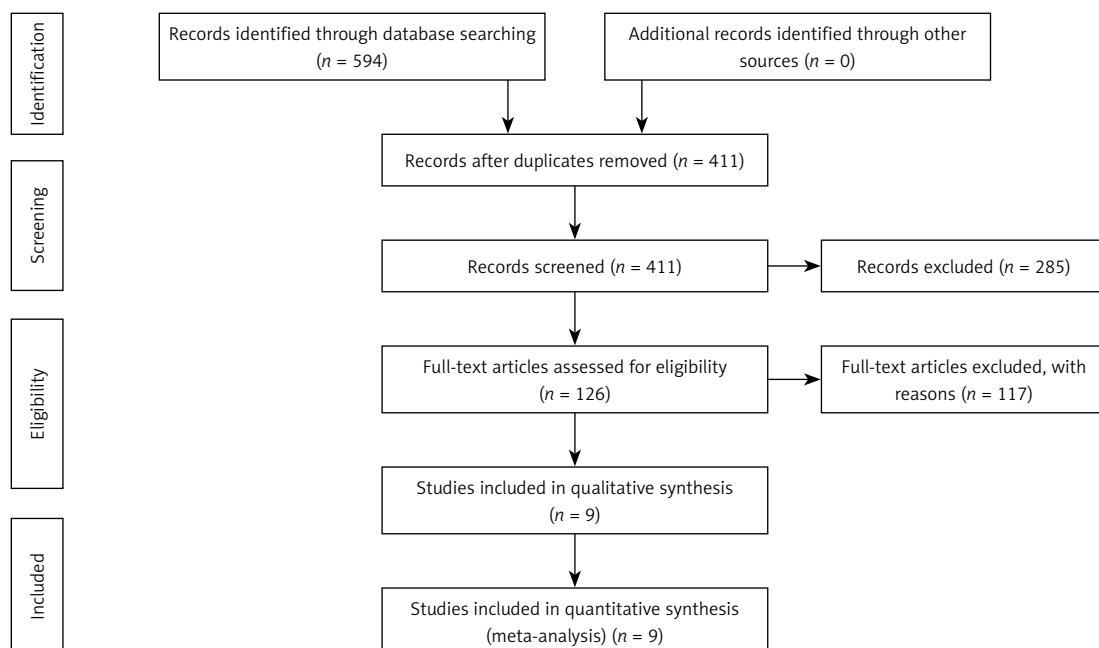 Identification
Records identified through database searching
(n = 594)
Additional records identified through other
sources (n = 0)
Records after duplicates removed (n = 411)
Screening
Records screened (n = 411)
Records excluded (n = 285)
Eligibility
Full-text articles assessed for eligibility
(n = 126)
Full-text articles excluded, with
reasons (n = 117)
Studies included in qualitative synthesis
(n = 9)
Included
Studies included in quantitative synthesis
(meta-analysis) (n = 9)